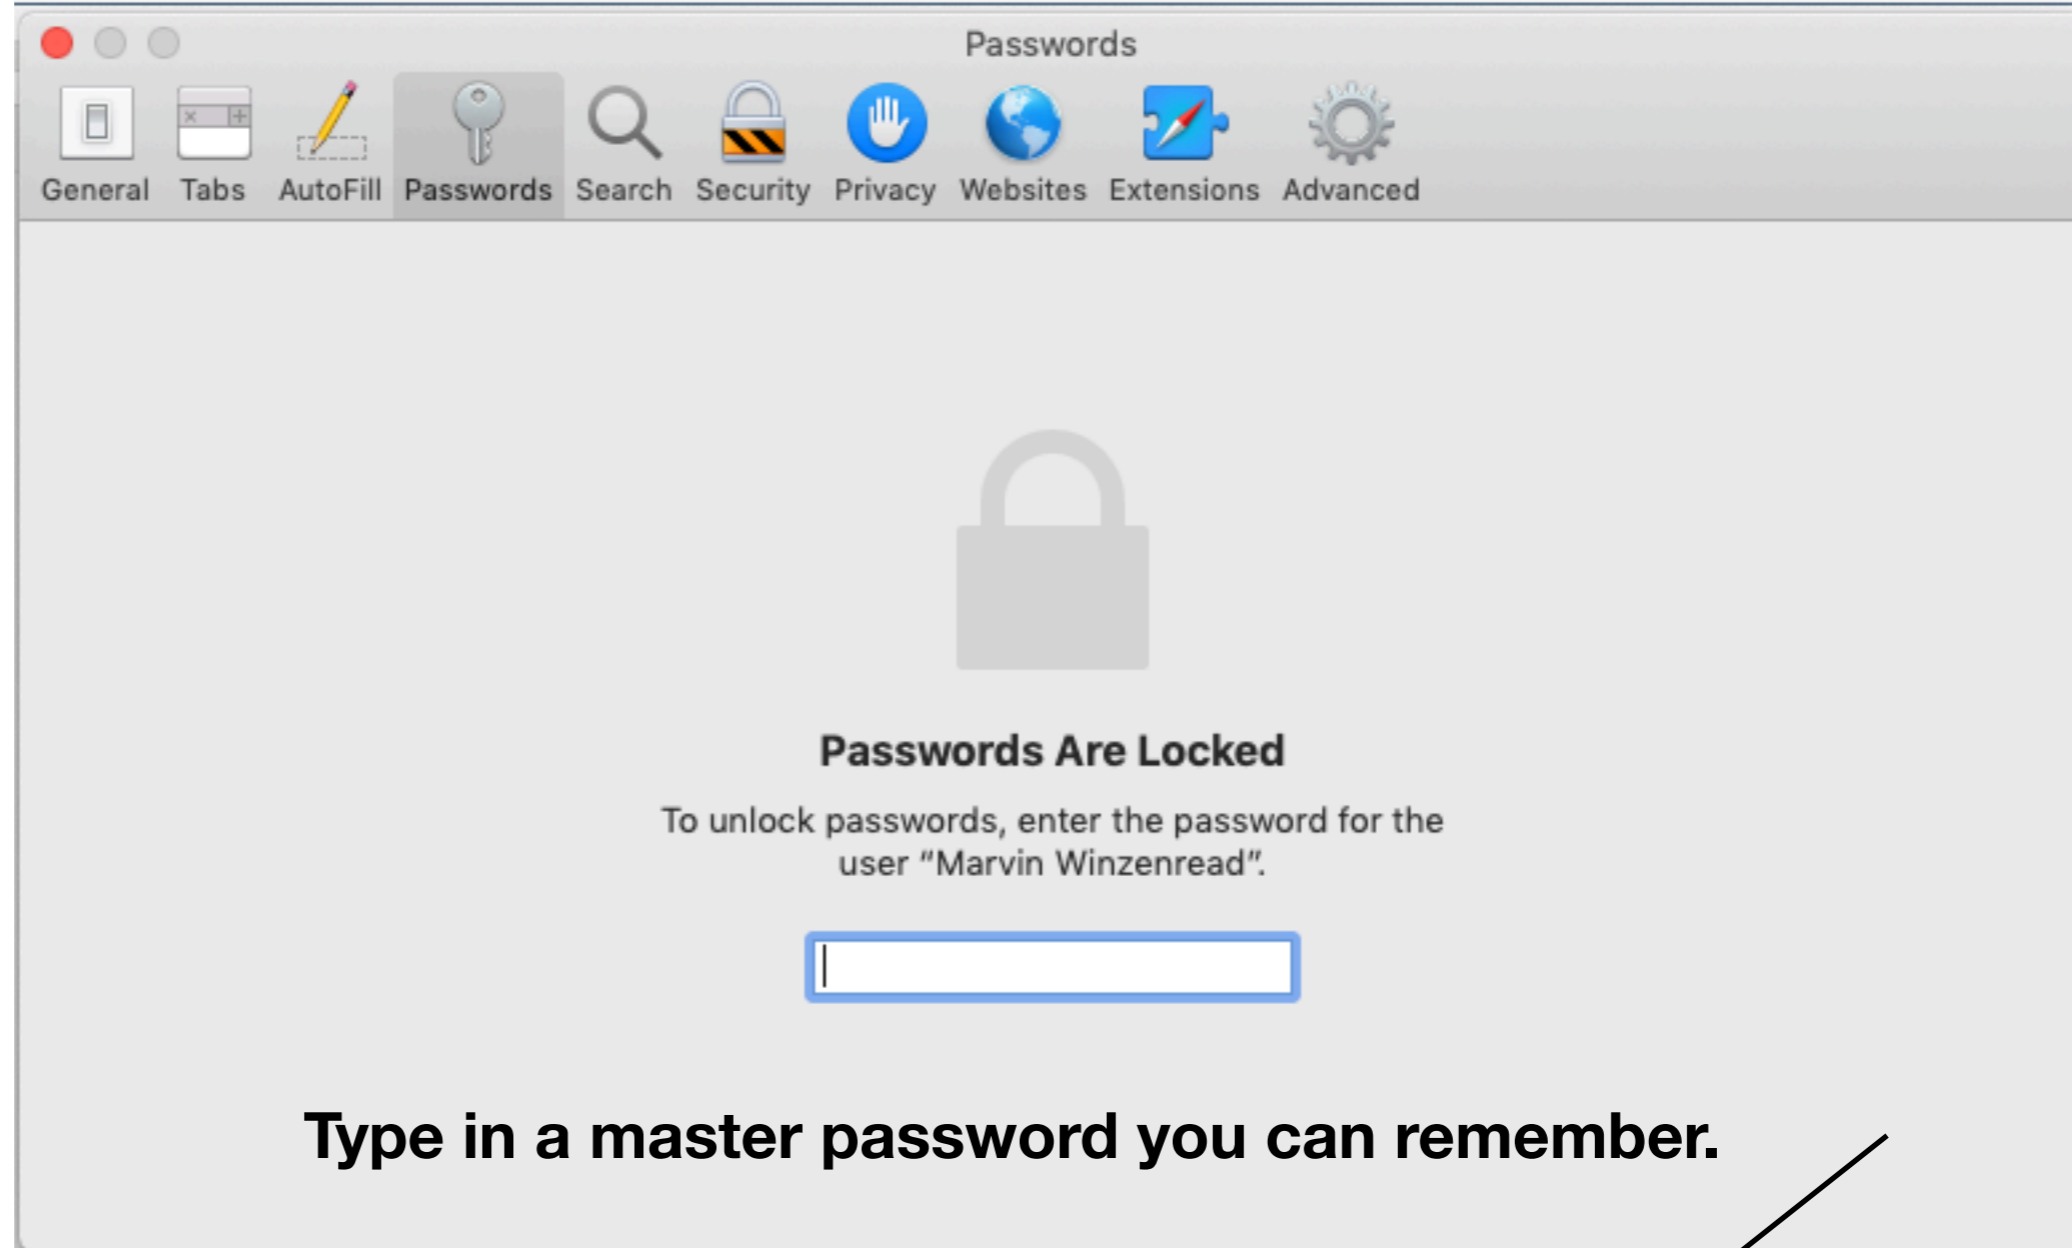 Passwords
General Tabs AutoFill Passwords Search Security Privacy Websites Extensions Advanced
Passwords Are Locked
To unlock passwords, enter the password for the
user “Marvin Winzenread”.
Type in a master password you can remember.